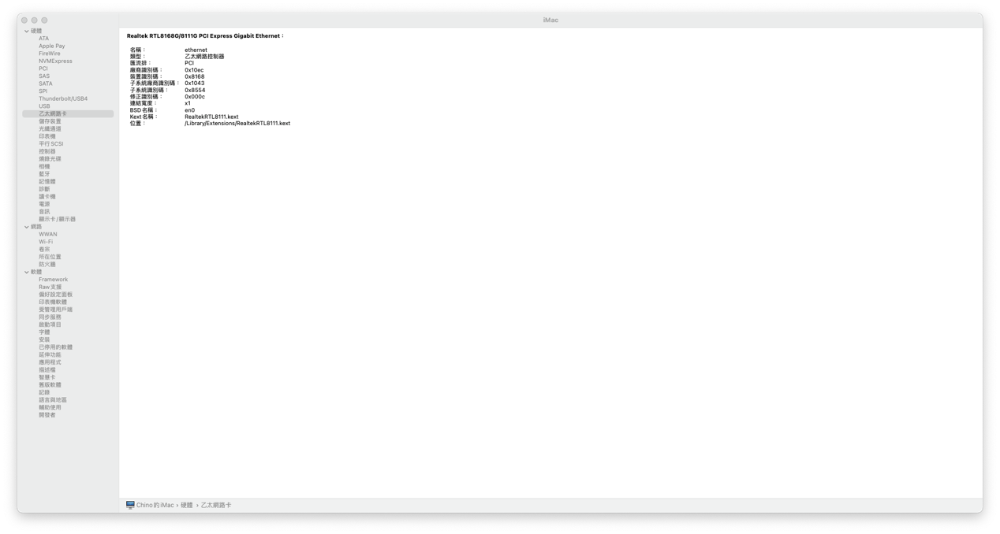 iMac
硬體
ATA
Apple Pay
FireWire
NVMExpress
PCI
SAS
SATA
SPI
Thunderbolt/USB4
USB
乙太網路卡
儲存裝置
光纖通道
印表機
平行 SCSI
控制器
燒錄光碟
相機
藍牙
記憶體
診斷
讀卡機
電源
音訊
顯示卡/顯示器
網路
WWAN
Wi-Fi
卷宗
所在位置
防火牆
軟體
Framework
Raw 支援
偏好設定面板
印表機軟體
受管理用戶端
同步服務
啟動項目
字體
安裝
已停用的軟體
延伸功能
應用程式
描述檔
智慧卡
舊版軟體
記錄
語言與地區
輔助使用
開發者
Realtek RTL8168G/8111G PCI Express Gigabit Ethernet：
名稱： ethernet
類型： 乙太網路控制器
匯流排： PCI
廠商識別碼： 0x10ec
裝置識別碼： 0x8168
子系統廠商識別碼： 0x1043
子系統識別碼： 0x8554
修正識別碼： 0x000c
連結寬度： x1
BSD 名稱： en0
Kext 名稱： RealtekRTL8111.kext
位置： /Library/Extensions/RealtekRTL8111.kext
Chino 的 iMac › 硬體 › 乙太網路卡